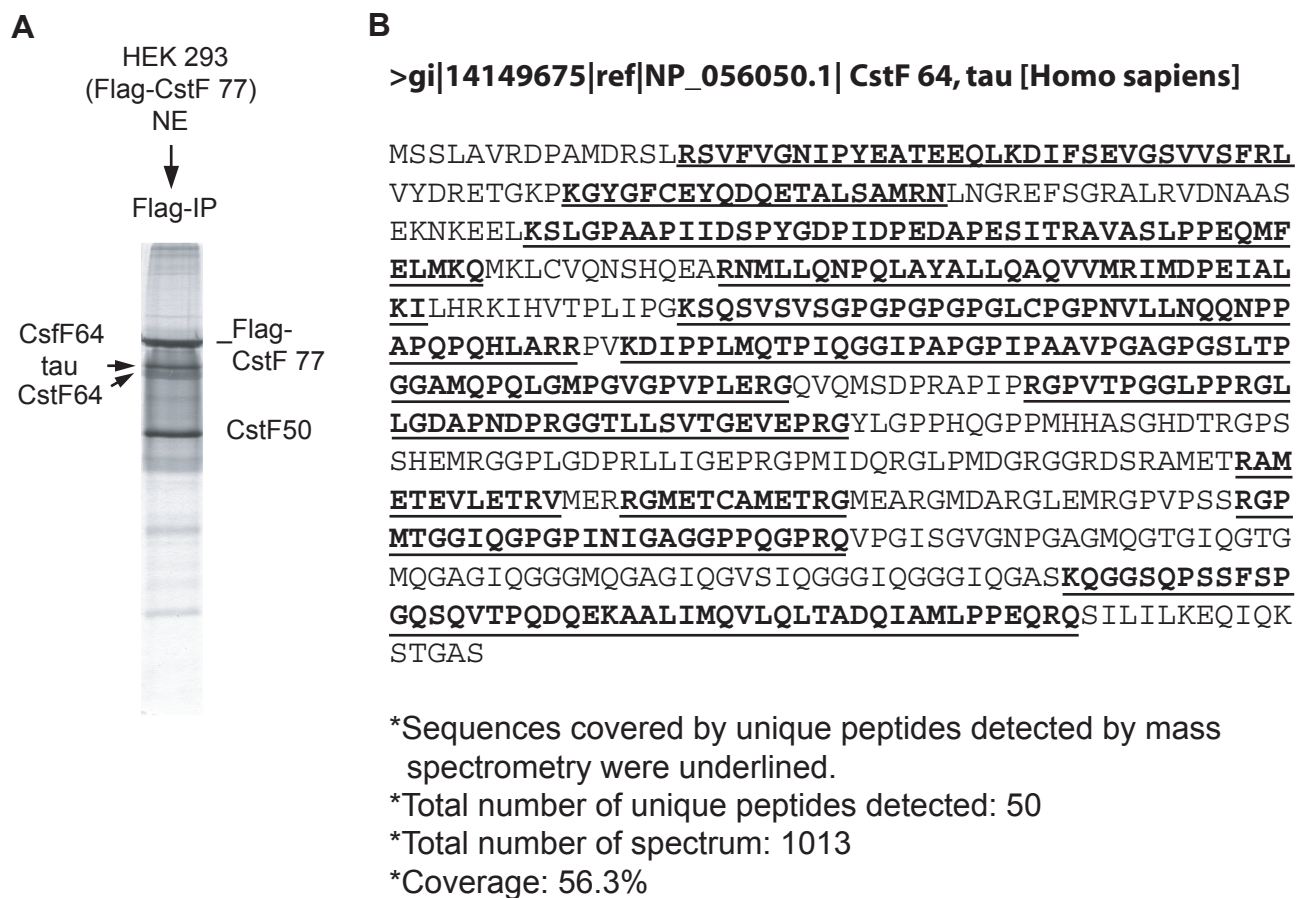 A
HEK 293
(Flag-CstF 77)
NE
Flag-IP
CsfF64
tau
CstF64
Flag-
CstF 77
CstF50
B
>gi|14149675|ref|NP_056050.1| CstF 64, tau [Homo sapiens]
MSSLAVRDPAMDRSLRSVFVGNIPYEATEEQLKDIFSEVGSVVSFRL
VYDRETGKPKGYGFCEYQDQETALSAMRNLNGREFSGRALRVDNAAS
EKNKEELKSLGPAAPIIDSPYGDPIDPEDAPESITRAVASLPPEQMF
ELMKQMKLCVQNSHQEARNMLLQNPQLAYALLQAQVVMRIMDPEIAL
KILHRKIHVTPLIPGKSQSVSVSGPGPGPGPGLCPGPNVLLNQQNPP
APQPQHLARRPVKDIPPLMQTPIQGGIPAPGPIPAAVPGAGPGSLTP
GGAMQPQLGMPGVGPVPLERGQVQMSDPRAPIPRGPVTPGGLPPRGL
LGDAPNDPRGGTLLSVTGEVEPRGYLGPPHQGPPMHHASGHDTRGPS
SHEMRGGPLGDPRLLIGEPRGPMIDQRGLPMDGRGGRDSRAMETRAM
ETEVLETRVMERRGMETCAMETRGMEARGMDARGLEMRGPVPSSRGP
MTGGIQGPGPINIGAGGPPQGPRQVPGISGVGNPGAGMQGTGIQGTG
MQGAGIQGGGMQGAGIQGVSIQGGGIQGGGIQGASKQGGSQPSSFSP
GQSQVTPQDQEKAALIMQVLQLTADQIAMLPPEQRQSILILKEQIQK
STGAS
*Sequences covered by unique peptides detected by mass
spectrometry were underlined.
*Total number of unique peptides detected: 50
*Total number of spectrum: 1013
*Coverage: 56.3%